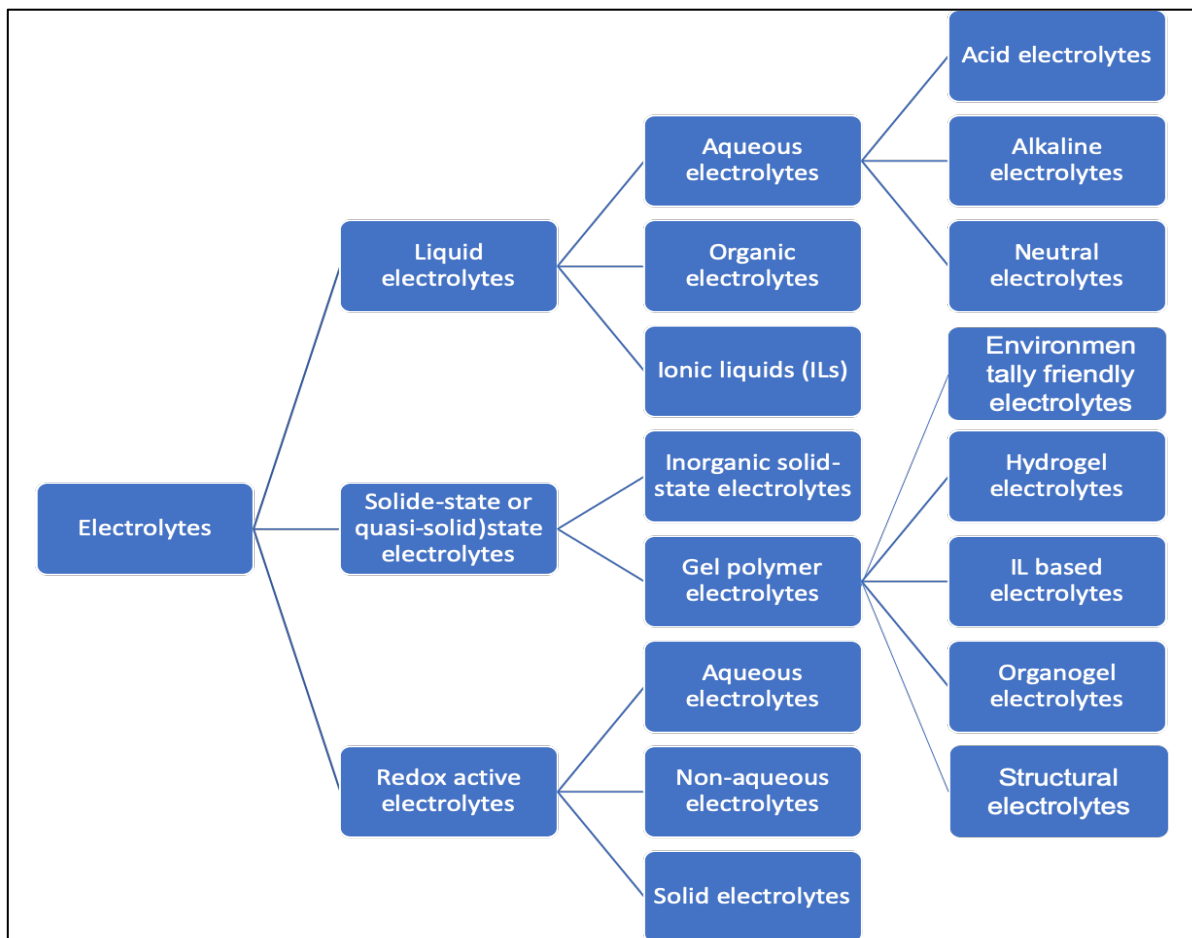 Electrolytes
Liquid
electrolytes
Solide-state or
quasi-solid)state
electrolytes
Redox active
electrolytes
Aqueous
electrolytes
Organic
electrolytes
Ionic liquids (ILs)
Inorganic solid-
state electrolytes
Gel polymer
electrolytes
Aqueous
electrolytes
Non-aqueous
electrolytes
Solid electrolytes
Acid electrolytes
Alkaline
electrolytes
Neutral
electrolytes
Environmen
tally friendly
electrolytes
Hydrogel
electrolytes
IL based
electrolytes
Organogel
electrolytes
Structural
electrolytes